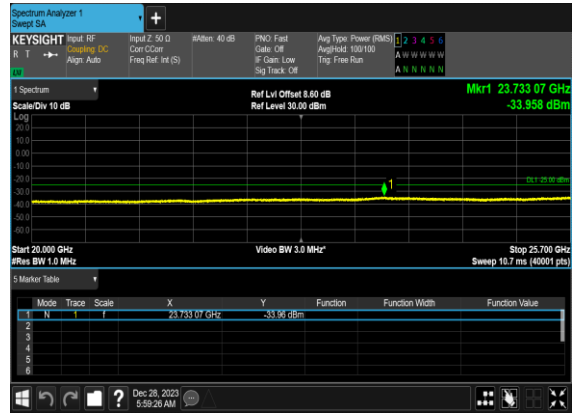 Spectrum Analyzer 1
Swept SA
+
KEYSIGHT Input: RF Input Z: 50 Ω #Atten: 40 dB PNO: Fast Avg Type: Power (RMS) 1 2 3 4 5 6
R T Coupling: DC Corr CCorr Gate: Off Avg|Hold: 100/100 A W W W W W
Align: Auto Freq Ref: Int (S) IF Gain: Low Trig: Free Run
Sig Track: Off A N N N N N
1 Spectrum Ref Lvl Offset 8.60 dB Mkr1 23.733 07 GHz
Scale/Div 10 dB Ref Level 30.00 dBm -33.958 dBm
Log
20.0
10.0
0.00
-10.0
-20.0
DL1 -25.00 dBm
1
-30.0
-40.0
-50.0
-60.0
Start 20.000 GHz Video BW 3.0 MHz* Stop 25.700 GHz
#Res BW 1.0 MHz Sweep 10.7 ms (40001 pts)
5 Marker Table
Mode Trace Scale X Y Function Function Width Function Value
1 N 1 f 23.733 07 GHz -33.96 dBm
2
3
4
5
6
? Dec 28, 2023
5:59:26 AM